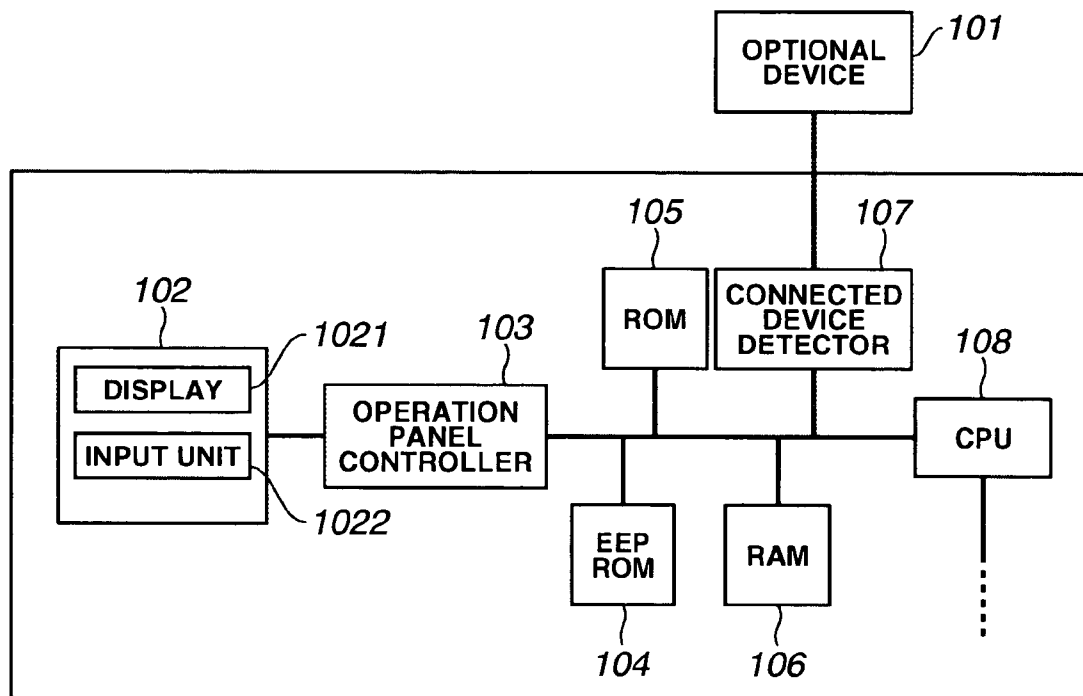 OPTIONAL
DEVICE
101
105
107
ROM
CONNECTED
DEVICE
DETECTOR
102
1021
DISPLAY
INPUT UNIT
1022
103
OPERATION
PANEL
CONTROLLER
108
CPU
EEP
ROM
104
RAM
106